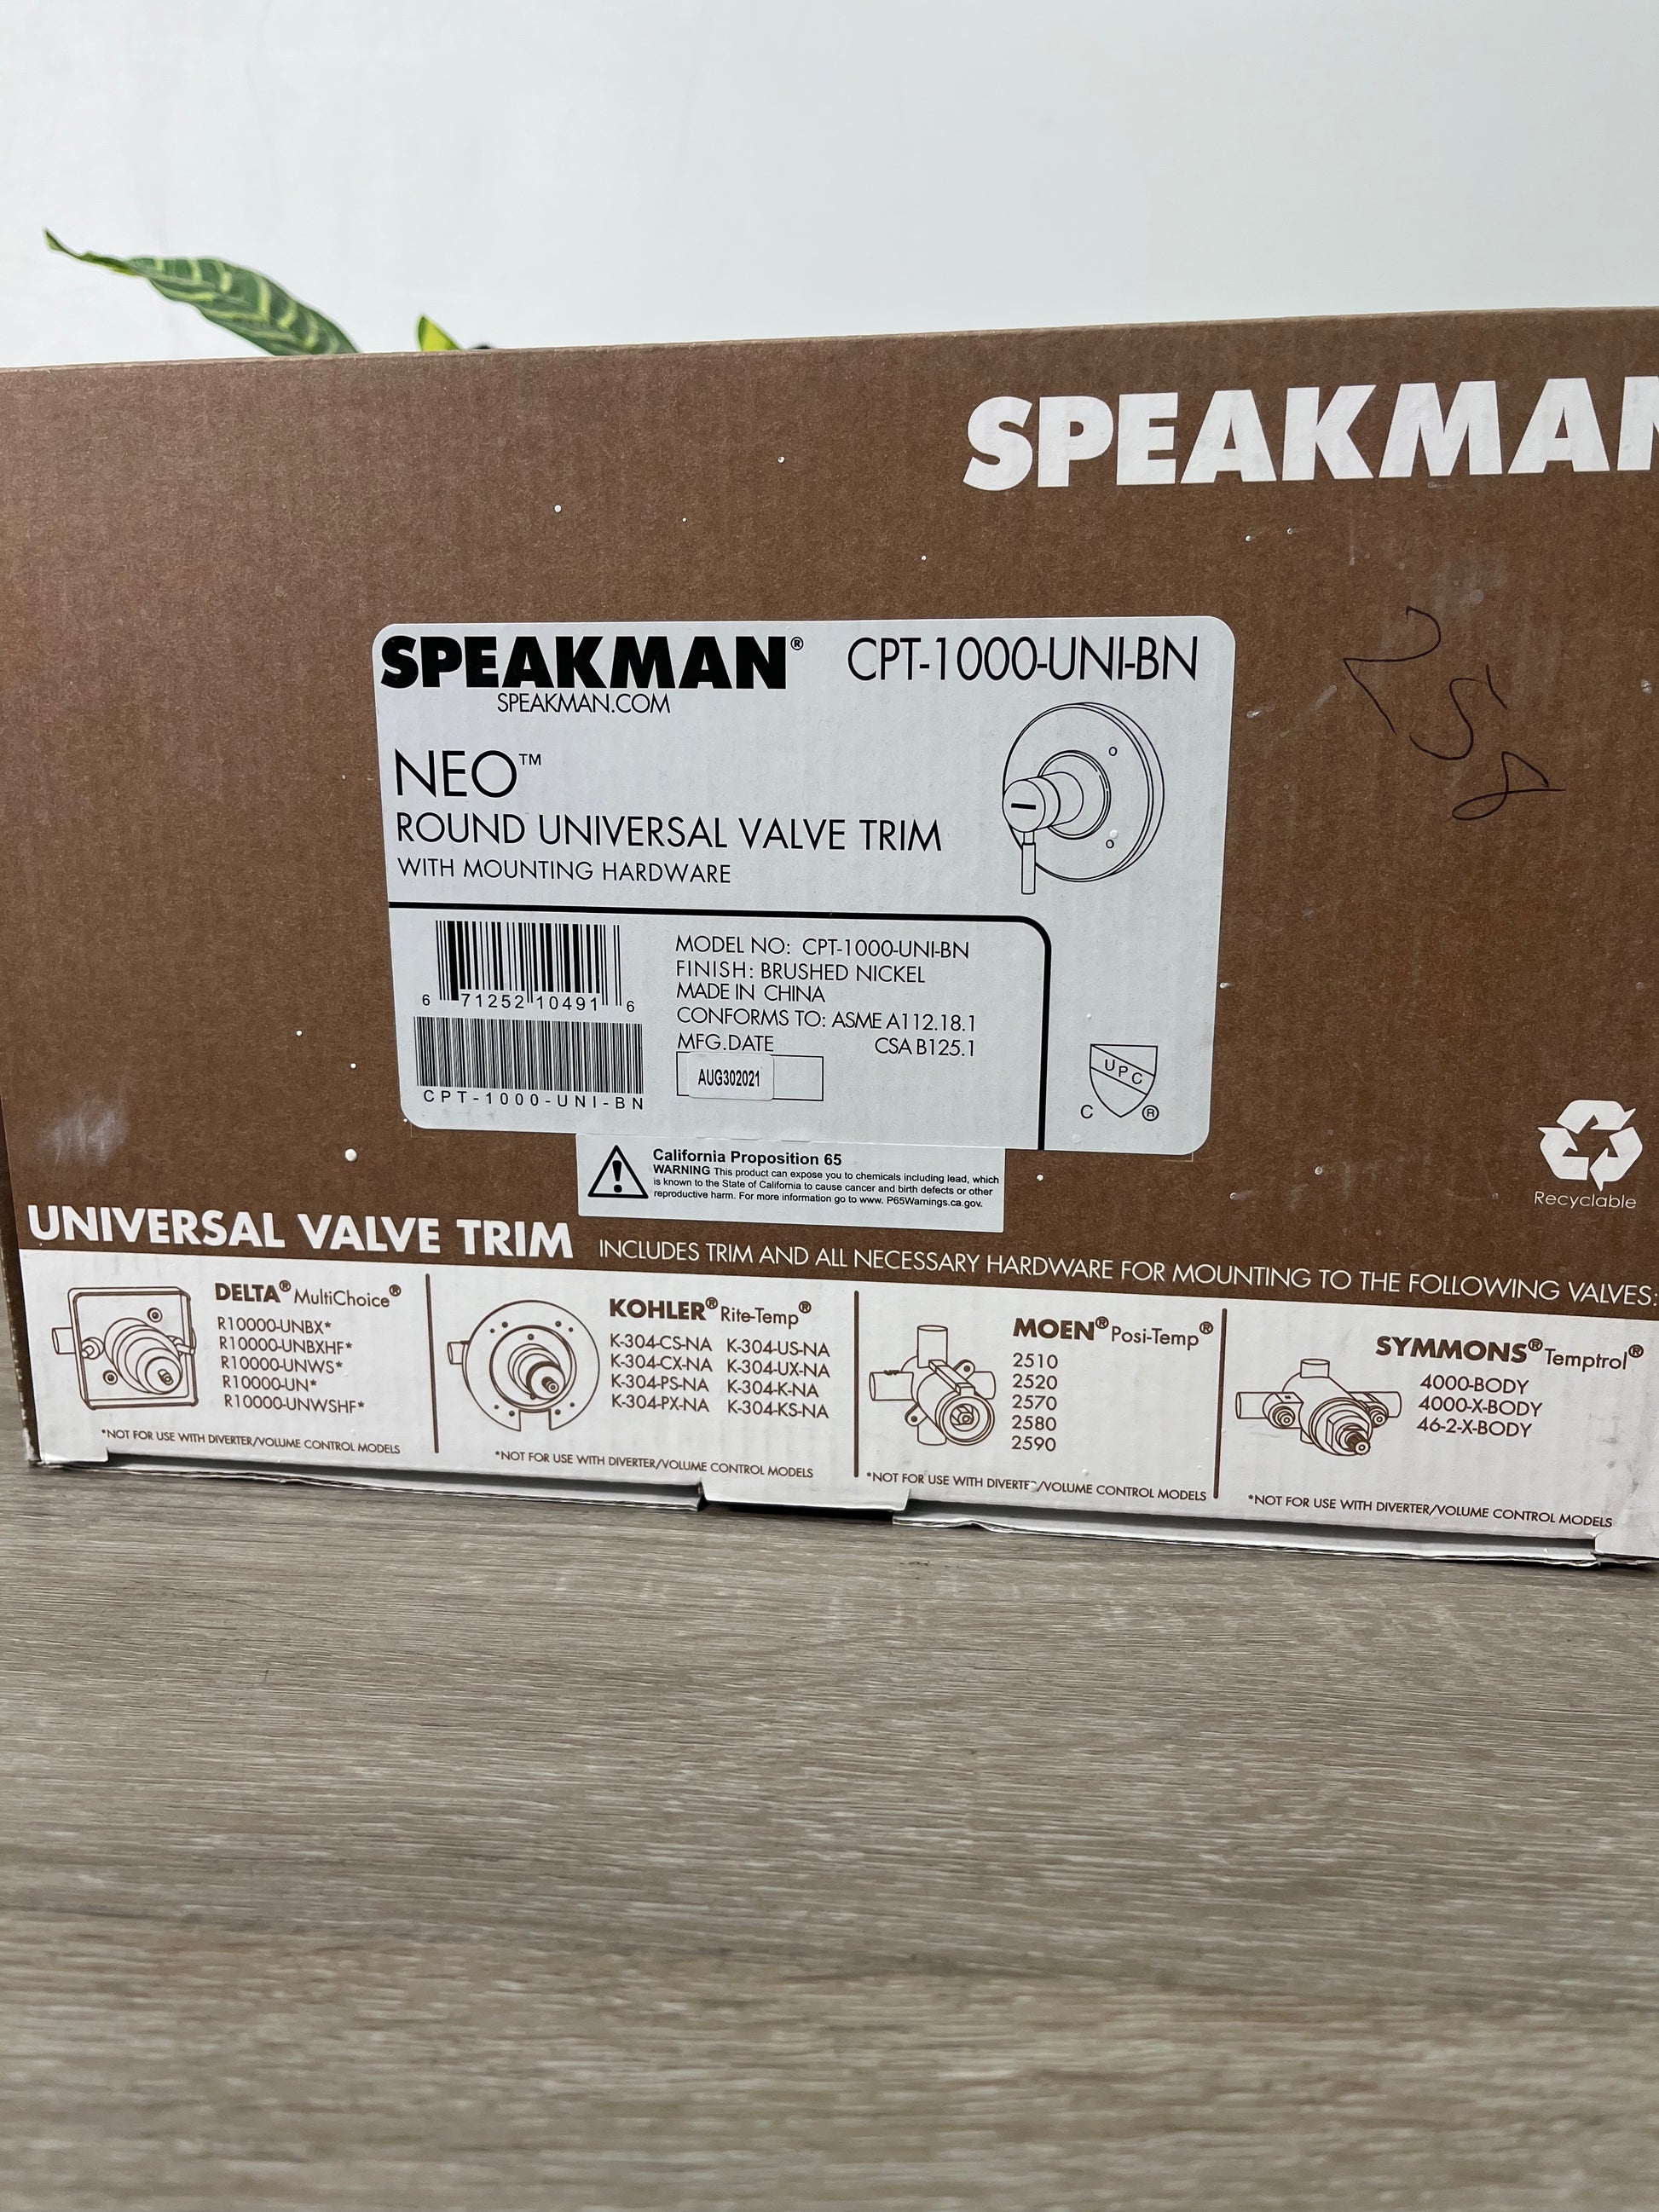 SPEAKMAN
SPEAKMAN® CPT-1000-UNI-BN
SPEAKMAN.COM
NEO™
ROUND UNIVERSAL VALVE TRIM
WITH MOUNTING HARDWARE
6 71252 10491 6
CPT-1000-UNI-BN
MODEL NO: CPT-1000-UNI-BN
FINISH: BRUSHED NICKEL
MADE IN CHINA
CONFORMS TO: ASME A112.18.1
MFG.DATE CSA B125.1
AUG302021
UPC
C ®
California Proposition 65
WARNING This product can expose you to chemicals including lead, which
is known to the State of California to cause cancer and birth defects or other
reproductive harm. For more information go to www. P65Warnings.ca.gov.
Recyclable
UNIVERSAL VALVE TRIM INCLUDES TRIM AND ALL NECESSARY HARDWARE FOR MOUNTING TO THE FOLLOWING VALVES:
DELTA® MultiChoice®
R10000-UNBX*
R10000-UNBXHF*
R10000-UNWS*
R10000-UN*
R10000-UNWSHF*
*NOT FOR USE WITH DIVERTER/VOLUME CONTROL MODELS
KOHLER® Rite-Temp®
K-304-CS-NA K-304-US-NA
K-304-CX-NA K-304-UX-NA
K-304-PS-NA K-304-K-NA
K-304-PX-NA K-304-KS-NA
*NOT FOR USE WITH DIVERTER/VOLUME CONTROL MODELS
MOEN® Posi-Temp®
2510
2520
2570
2580
2590
*NOT FOR USE WITH DIVERTER/VOLUME CONTROL MODELS
SYMMONS® Temptrol®
4000-BODY
4000-X-BODY
46-2-X-BODY
*NOT FOR USE WITH DIVERTER/VOLUME CONTROL MODELS